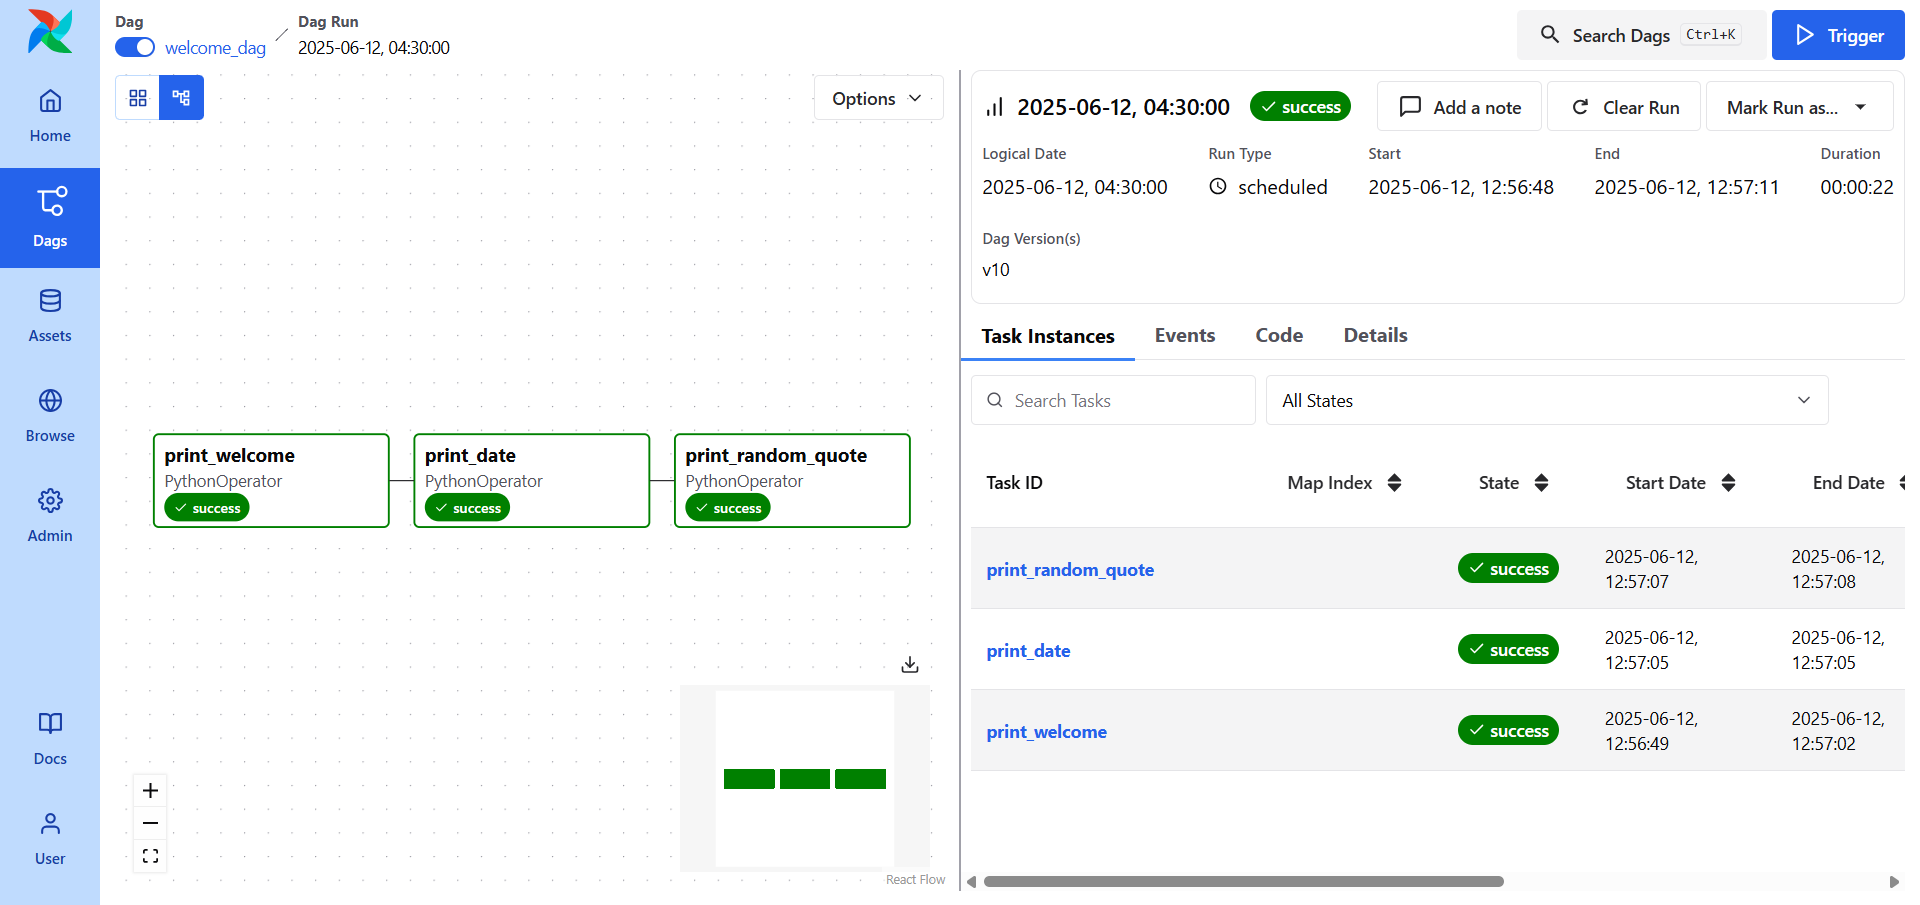 Dag
welcome_dag
Dag Run
2025-06-12, 04:30:00
Search Dags Ctrl+K
Trigger
Home
Dags
Assets
Browse
Admin
Docs
User
Options
print_welcome
PythonOperator
success
print_date
PythonOperator
success
print_random_quote
PythonOperator
success
React Flow
2025-06-12, 04:30:00 success
Add a note
Clear Run
Mark Run as...
Logical Date Run Type Start End Duration
2025-06-12, 04:30:00 scheduled 2025-06-12, 12:56:48 2025-06-12, 12:57:11 00:00:22
Dag Version(s)
v10
Task Instances Events Code Details
Search Tasks All States
Task ID Map Index State Start Date End Date
print_random_quote success 2025-06-12, 12:57:07 2025-06-12, 12:57:08
print_date success 2025-06-12, 12:57:05 2025-06-12, 12:57:05
print_welcome success 2025-06-12, 12:56:49 2025-06-12, 12:57:02